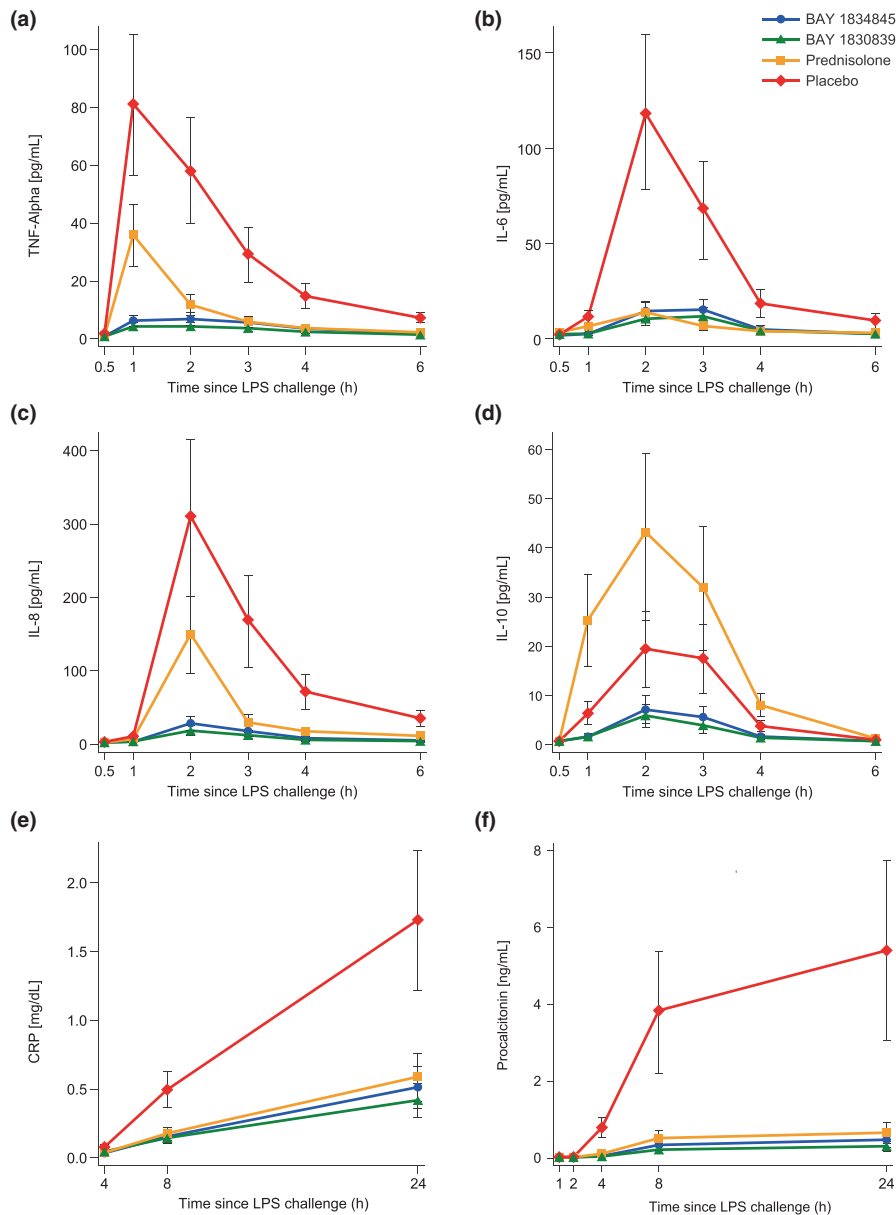 (a)
TNF-Alpha [pg/mL]
100
80
60
40
20
0
0.5 1 2 3 4 6
Time since LPS challenge (h)
(b)
BAY 1834845
BAY 1830839
Prednisolone
Placebo
IL-6 [pg/mL]
150
100
50
0
0.5 1 2 3 4 6
Time since LPS challenge (h)
(c)
IL-8 [pg/mL]
400
300
200
100
0
0.5 1 2 3 4 6
Time since LPS challenge (h)
(d)
IL-10 [pg/mL]
60
50
40
30
20
10
0
0.5 1 2 3 4 6
Time since LPS challenge (h)
(e)
CRP [mg/dL]
2.0
1.5
1.0
0.5
0.0
4 8 24
Time since LPS challenge (h)
(f)
Procalcitonin [ng/mL]
8
6
4
2
0
1 2 4 8 24
Time since LPS challenge (h)